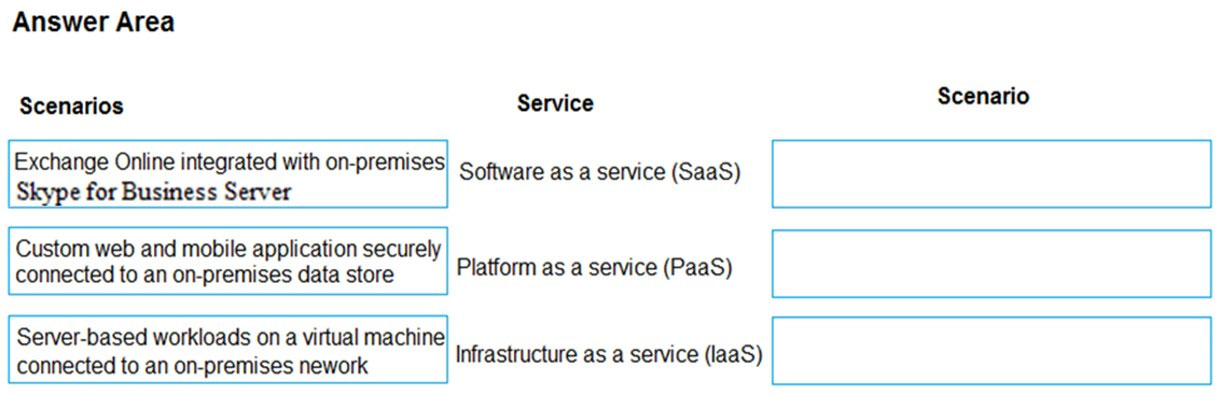 Answer Area
Scenarios
Service
Scenario
Exchange Online integrated with on-premises
Skype for Business Server
Software as a service (SaaS)
Custom web and mobile application securely
connected to an on-premises data store
Platform as a service (PaaS)
Server-based workloads on a virtual machine
connected to an on-premises nework
Infrastructure as a service (IaaS)